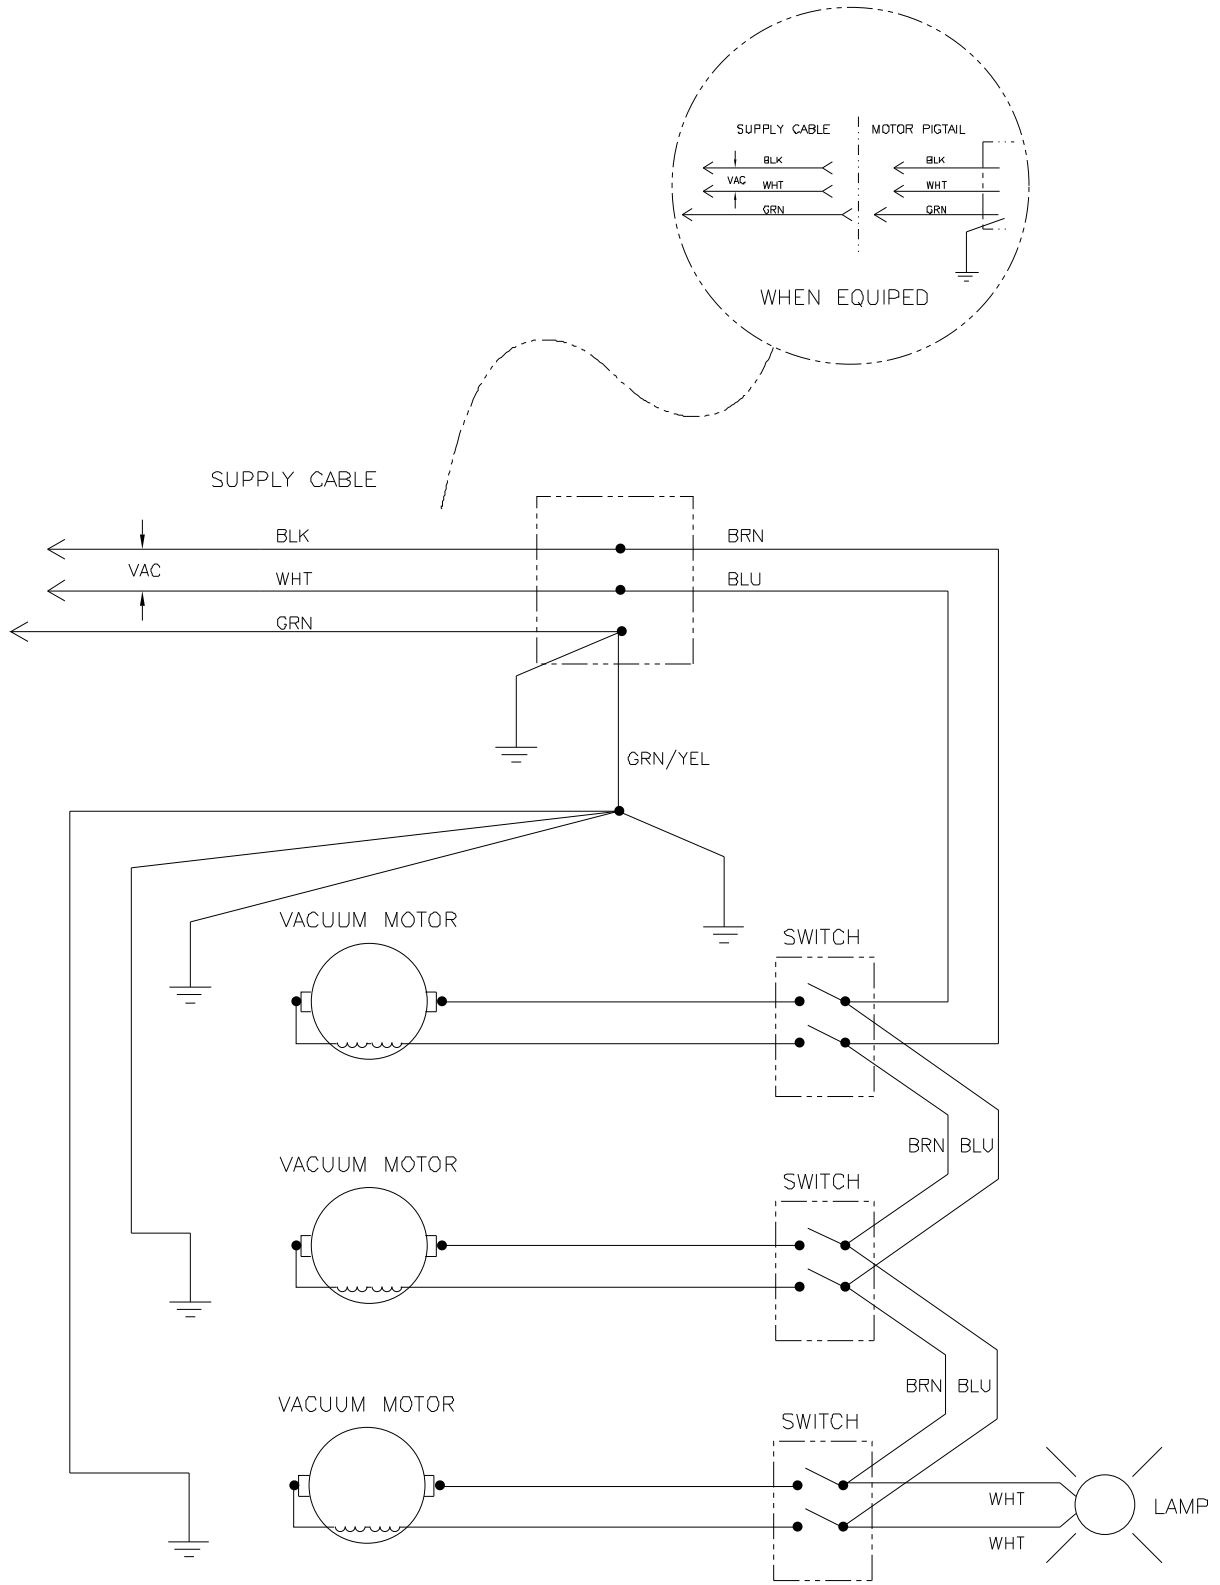 SUPPLY CABLE
MOTOR PIGTAIL
BLK
BLK
VAC
WHT
WHT
GRN
GRN
WHEN EQUIPED
SUPPLY CABLE
BLK
BRN
VAC
WHT
BLU
GRN
GRN/YEL
VACUUM MOTOR
SWITCH
BRN
BLU
VACUUM MOTOR
SWITCH
BRN
BLU
VACUUM MOTOR
SWITCH
WHT
LAMP
WHT